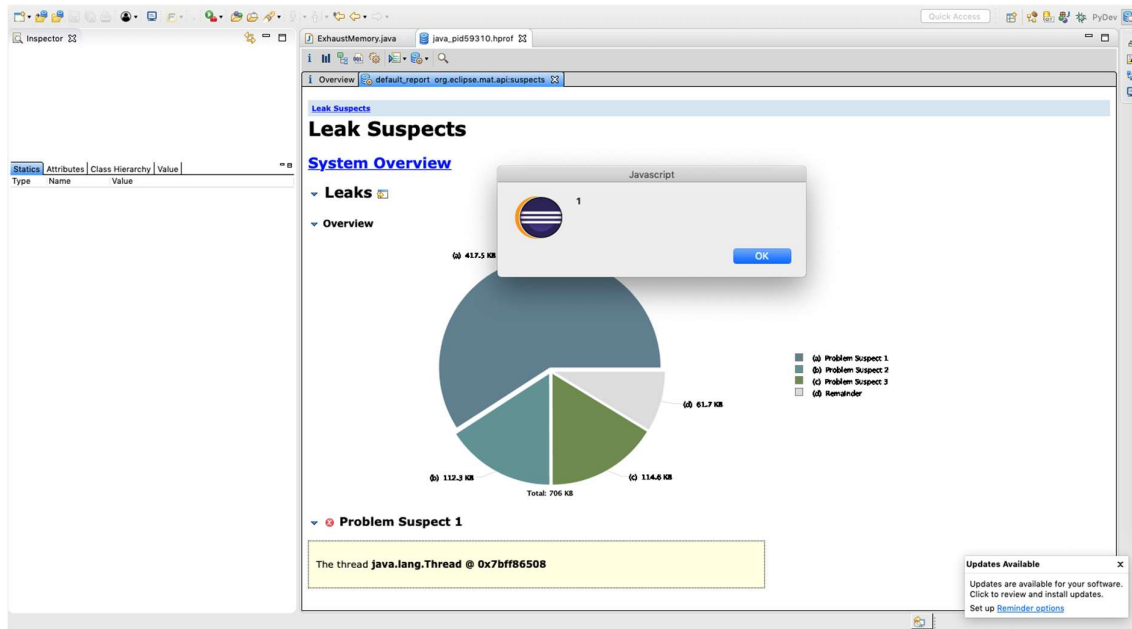 Quick Access
PyDev
Inspector
ExhaustMemory.java
java_pid59310.hprof
Overview
default_report org.eclipse.mat.api:suspects
Leak Suspects
Leak Suspects
System Overview
Statics Attributes Class Hierarchy Value
Type Name Value
Javascript
1
OK
Leaks
Overview
(a) 417.5 KB
(a) Problem Suspect 1
(b) Problem Suspect 2
(c) Problem Suspect 3
(d) Remainder
(d) 61.7 KB
(b) 112.3 KB
(c) 114.6 KB
Total: 706 KB
Problem Suspect 1
The thread java.lang.Thread @ 0x7bff86508
Updates Available x
Updates are available for your software.
Click to review and install updates.
Set up Reminder options